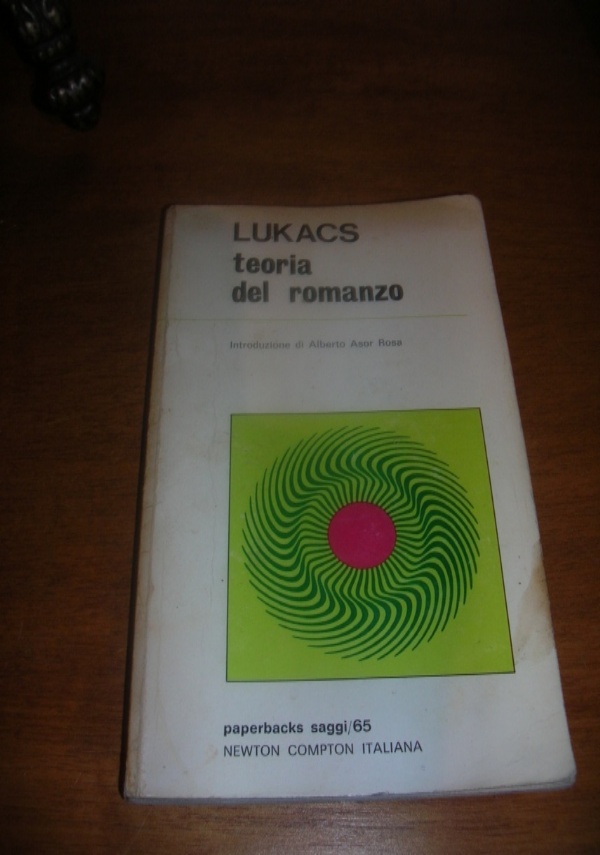 LUKACS
teoria
del romanzo
Introduzione di Alberto Asor Rosa
paperbacks saggi/65
NEWTON COMPTON ITALIANA